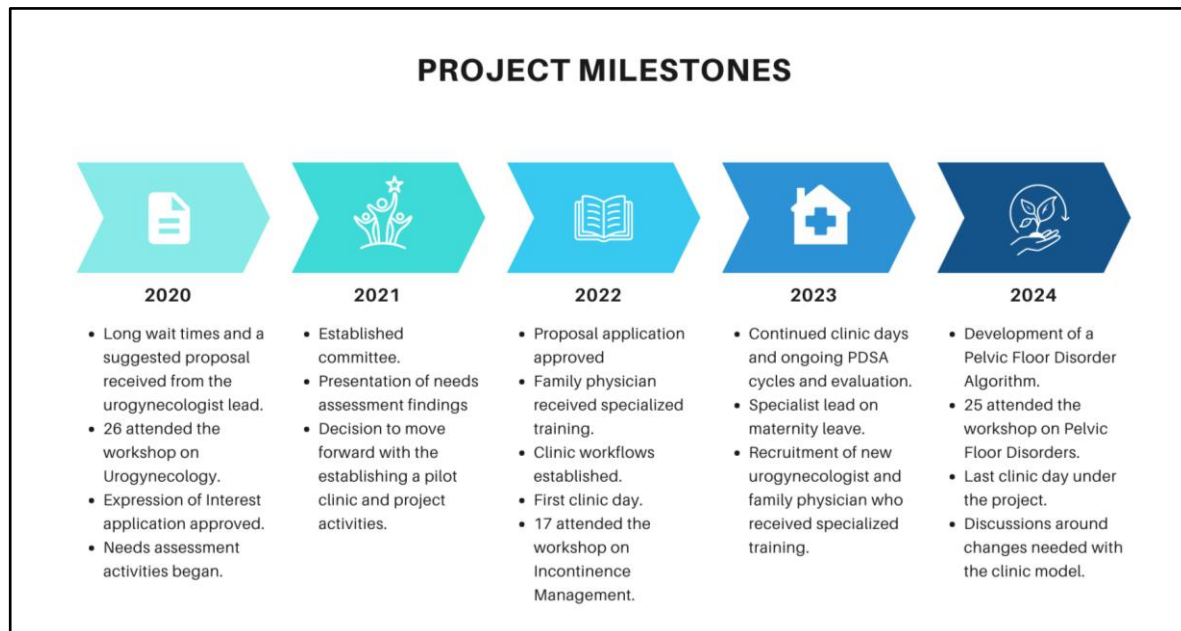 PROJECT MILESTONES
2020
• Long wait times and a
suggested proposal
received from the
urogynecologist lead.
• 26 attended the
workshop on
Urogynecology.
• Expression of Interest
application approved.
• Needs assessment
activities began.
2021
• Established
committee.
• Presentation of needs
assessment findings
• Decision to move
forward with the
establishing a pilot
clinic and project
activities.
2022
• Proposal application
approved
• Family physician
received specialized
training.
• Clinic workflows
established.
• First clinic day.
• 17 attended the
workshop on
Incontinence
Management.
2023
• Continued clinic days
and ongoing PDSA
cycles and evaluation.
• Specialist lead on
maternity leave.
• Recruitment of new
urogynecologist and
family physician who
received specialized
training.
2024
• Development of a
Pelvic Floor Disorder
Algorithm.
• 25 attended the
workshop on Pelvic
Floor Disorders.
• Last clinic day under
the project.
• Discussions around
changes needed with
the clinic model.